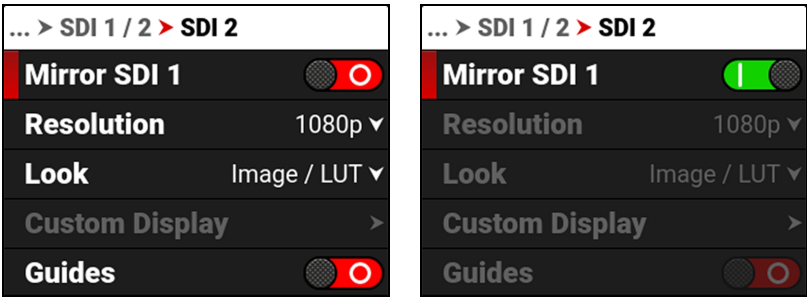 ... > SDI 1 / 2 > SDI 2
Mirror SDI 1
Resolution 1080p
Look Image / LUT
Custom Display
Guides
... > SDI 1 / 2 > SDI 2
Mirror SDI 1
Resolution 1080p
Look Image / LUT
Custom Display
Guides